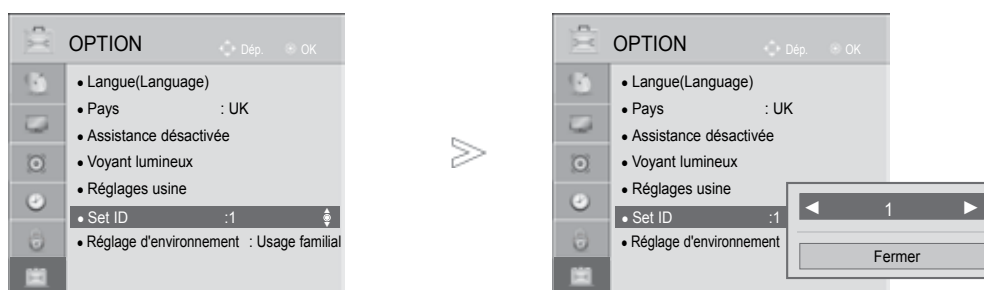 OPTION Dép. OK
• Langue(Language)
• Pays : UK
• Assistance désactivée
• Voyant lumineux
• Réglages usine
• Set ID :1
• Réglage d'environnement : Usage familial
OPTION Dép. OK
• Langue(Language)
• Pays : UK
• Assistance désactivée
• Voyant lumineux
• Réglages usine
• Set ID :1
• Réglage d'environnement
◄ 1 ►
Fermer